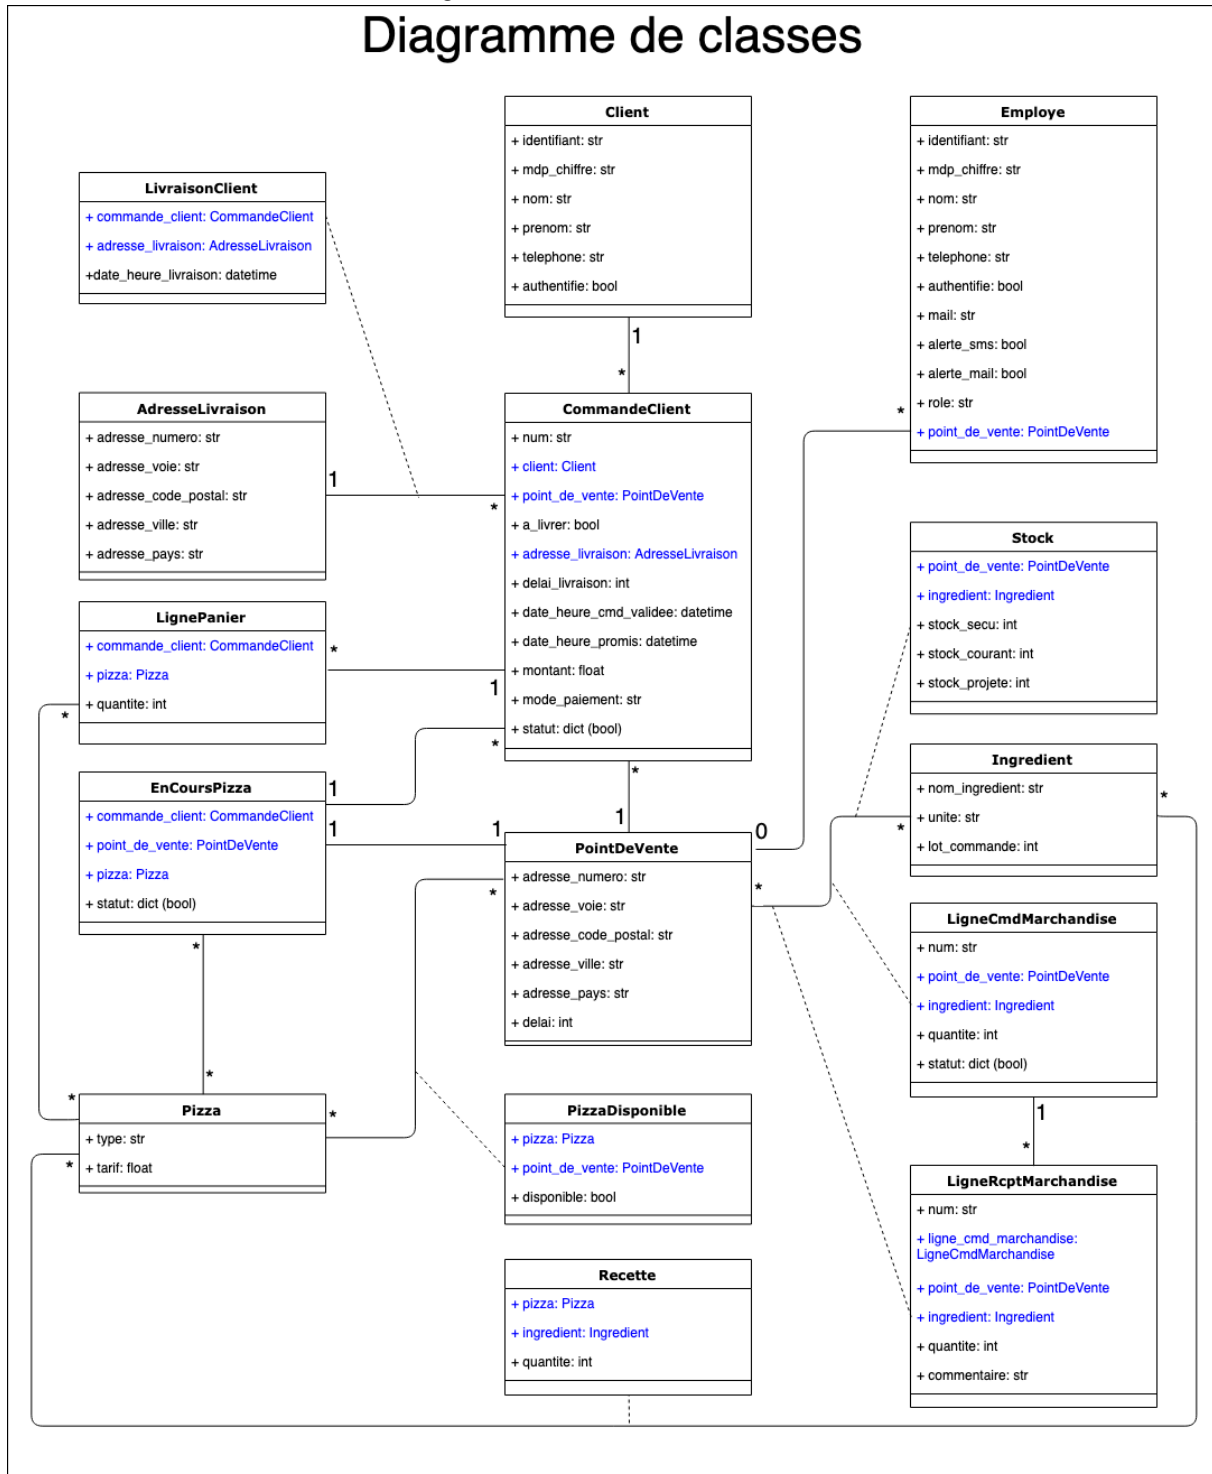 Diagramme de classes
Client
+ identifiant: str
+ mdp_chiffre: str
+ nom: str
+ prenom: str
+ telephone: str
+ authentifie: bool
1
*
Employe
+ identifiant: str
+ mdp_chiffre: str
+ nom: str
+ prenom: str
+ telephone: str
+ authentifie: bool
+ mail: str
+ alerte_sms: bool
+ alerte_mail: bool
+ role: str
+ point_de_vente: PointDeVente
*
LivraisonClient
+ commande_client: CommandeClient
+ adresse_livraison: AdresseLivraison
+date_heure_livraison: datetime
AdresseLivraison
+ adresse_numero: str
+ adresse_voie: str
+ adresse_code_postal: str
+ adresse_ville: str
+ adresse_pays: str
1
*
CommandeClient
+ num: str
+ client: Client
+ point_de_vente: PointDeVente
+ a_livrer: bool
+ adresse_livraison: AdresseLivraison
+ delai_livraison: int
+ date_heure_cmd_validee: datetime
+ date_heure_promis: datetime
+ montant: float
+ mode_paiement: str
+ statut: dict (bool)
*
1
Stock
+ point_de_vente: PointDeVente
+ ingredient: Ingredient
+ stock_secu: int
+ stock_courant: int
+ stock_projete: int
LignePanier
+ commande_client: CommandeClient
+ pizza: Pizza
+ quantite: int
*
1
*
*
Ingredient
+ nom_ingredient: str
+ unite: str
+ lot_commande: int
*
*
EnCoursPizza
+ commande_client: CommandeClient
+ point_de_vente: PointDeVente
+ pizza: Pizza
+ statut: dict (bool)
1
1
1
*
*
PointDeVente
+ adresse_numero: str
+ adresse_voie: str
+ adresse_code_postal: str
+ adresse_ville: str
+ adresse_pays: str
+ delai: int
0
*
*
LigneCmdMarchandise
+ num: str
+ point_de_vente: PointDeVente
+ ingredient: Ingredient
+ quantite: int
+ statut: dict (bool)
1
*
Pizza
+ type: str
+ tarif: float
*
*
*
PizzaDisponible
+ pizza: Pizza
+ point_de_vente: PointDeVente
+ disponible: bool
LigneRcptMarchandise
+ num: str
+ ligne_cmd_marchandise:
LigneCmdMarchandise
+ point_de_vente: PointDeVente
+ ingredient: Ingredient
+ quantite: int
+ commentaire: str
Recette
+ pizza: Pizza
+ ingredient: Ingredient
+ quantite: int